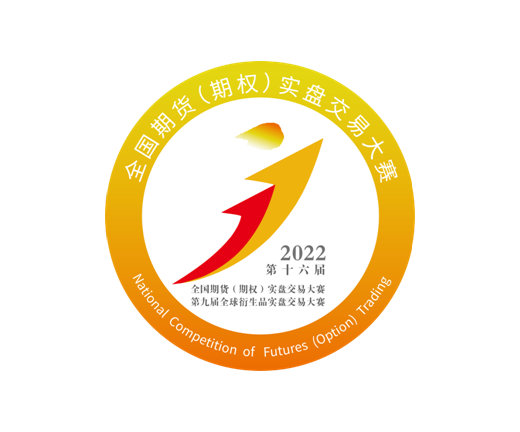 全国期货（期权）实盘交易大赛
2022
第十六届
全国期货（期权）实盘交易大赛
第九届全球衍生品实盘交易大赛
National Competition of Futures (Option) Trading